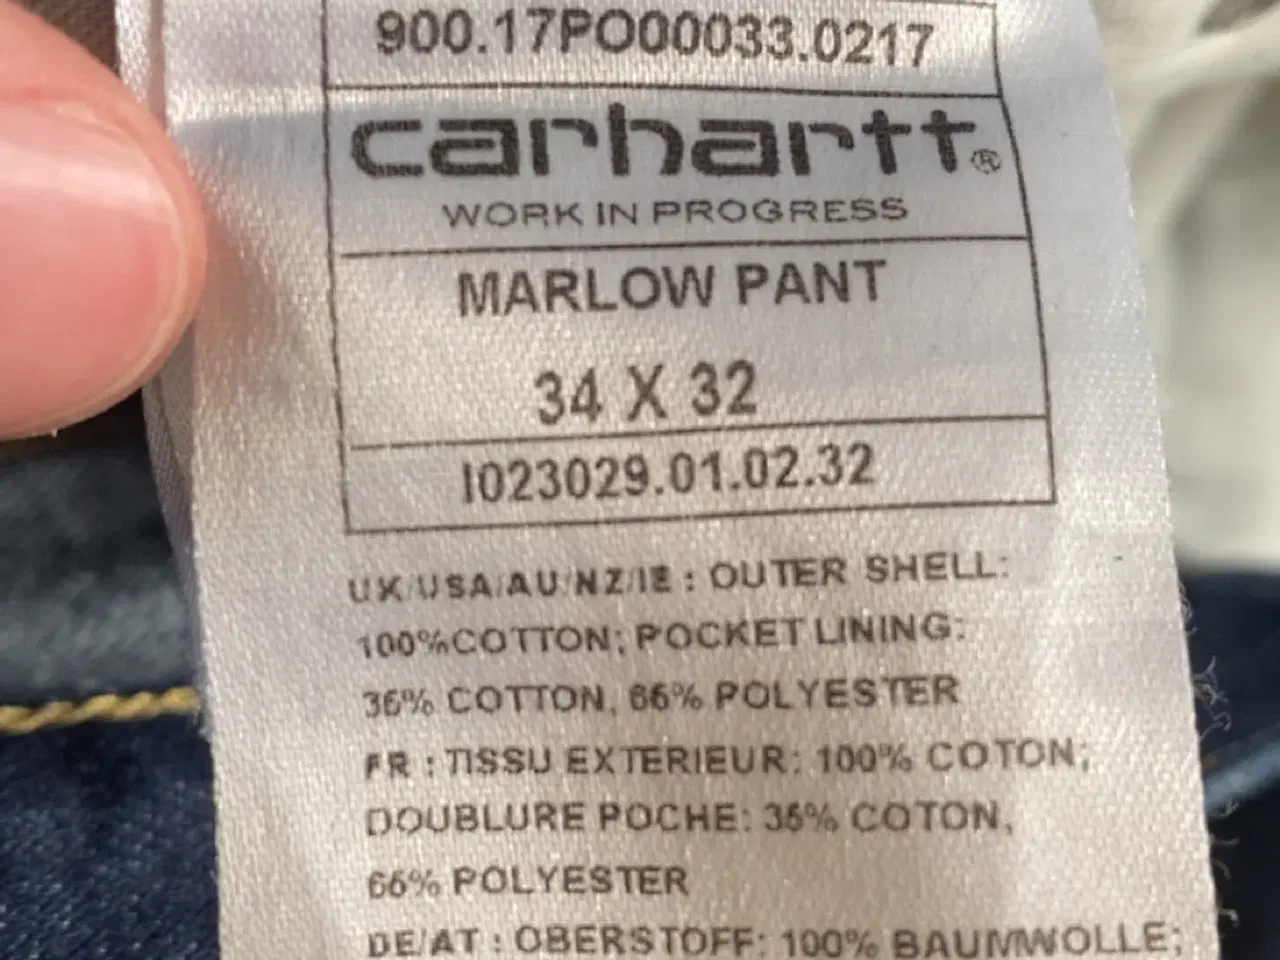 900.17PO00033.0217
carhartt®
WORK IN PROGRESS
MARLOW PANT
34 X 32
I023029.01.02.32
UK/USA/AU/NZ/IE : OUTER SHELL:
100%COTTON; POCKET LINING:
35% COTTON, 65% POLYESTER
FR : TISSU EXTERIEUR: 100% COTON;
DOUBLURE POCHE: 35% COTON,
65% POLYESTER
DE/AT : OBERSTOFF: 100% BAUMWOLLE;